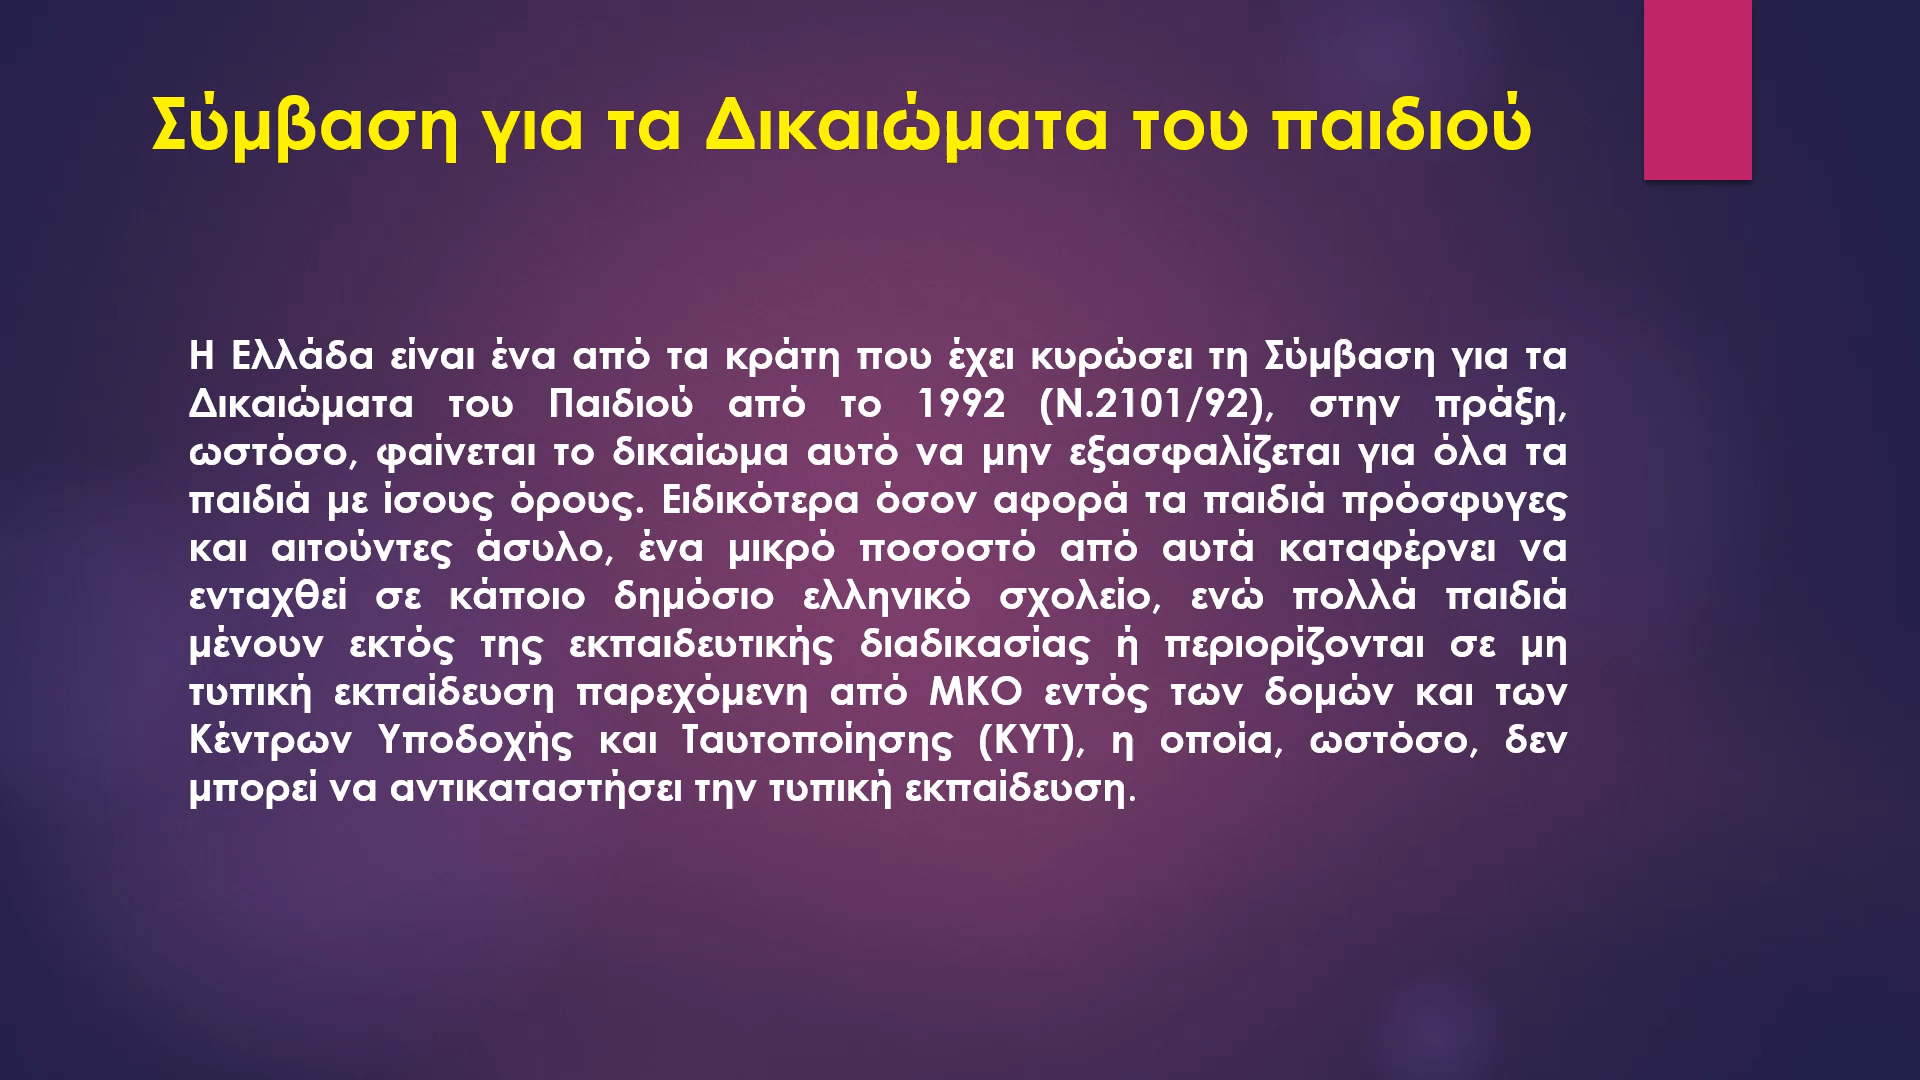 Σύμβαση για τα Δικαιώματα του παιδιού
Η Ελλάδα είναι ένα από τα κράτη που έχει κυρώσει τη Σύμβαση για τα
Δικαιώματα του Παιδιού από το 1992 (Ν.2101/92), στην πράξη,
ωστόσο, φαίνεται το δικαίωμα αυτό να μην εξασφαλίζεται για όλα τα
παιδιά με ίσους όρους. Ειδικότερα όσον αφορά τα παιδιά πρόσφυγες
και αιτούντες άσυλο, ένα μικρό ποσοστό από αυτά καταφέρνει να
ενταχθεί σε κάποιο δημόσιο ελληνικό σχολείο, ενώ πολλά παιδιά
μένουν εκτός της εκπαιδευτικής διαδικασίας ή περιορίζονται σε μη
τυπική εκπαίδευση παρεχόμενη από ΜΚΟ εντός των δομών και των
Κέντρων Υποδοχής και Ταυτοποίησης (ΚΥΤ), η οποία, ωστόσο, δεν
μπορεί να αντικαταστήσει την τυπική εκπαίδευση.